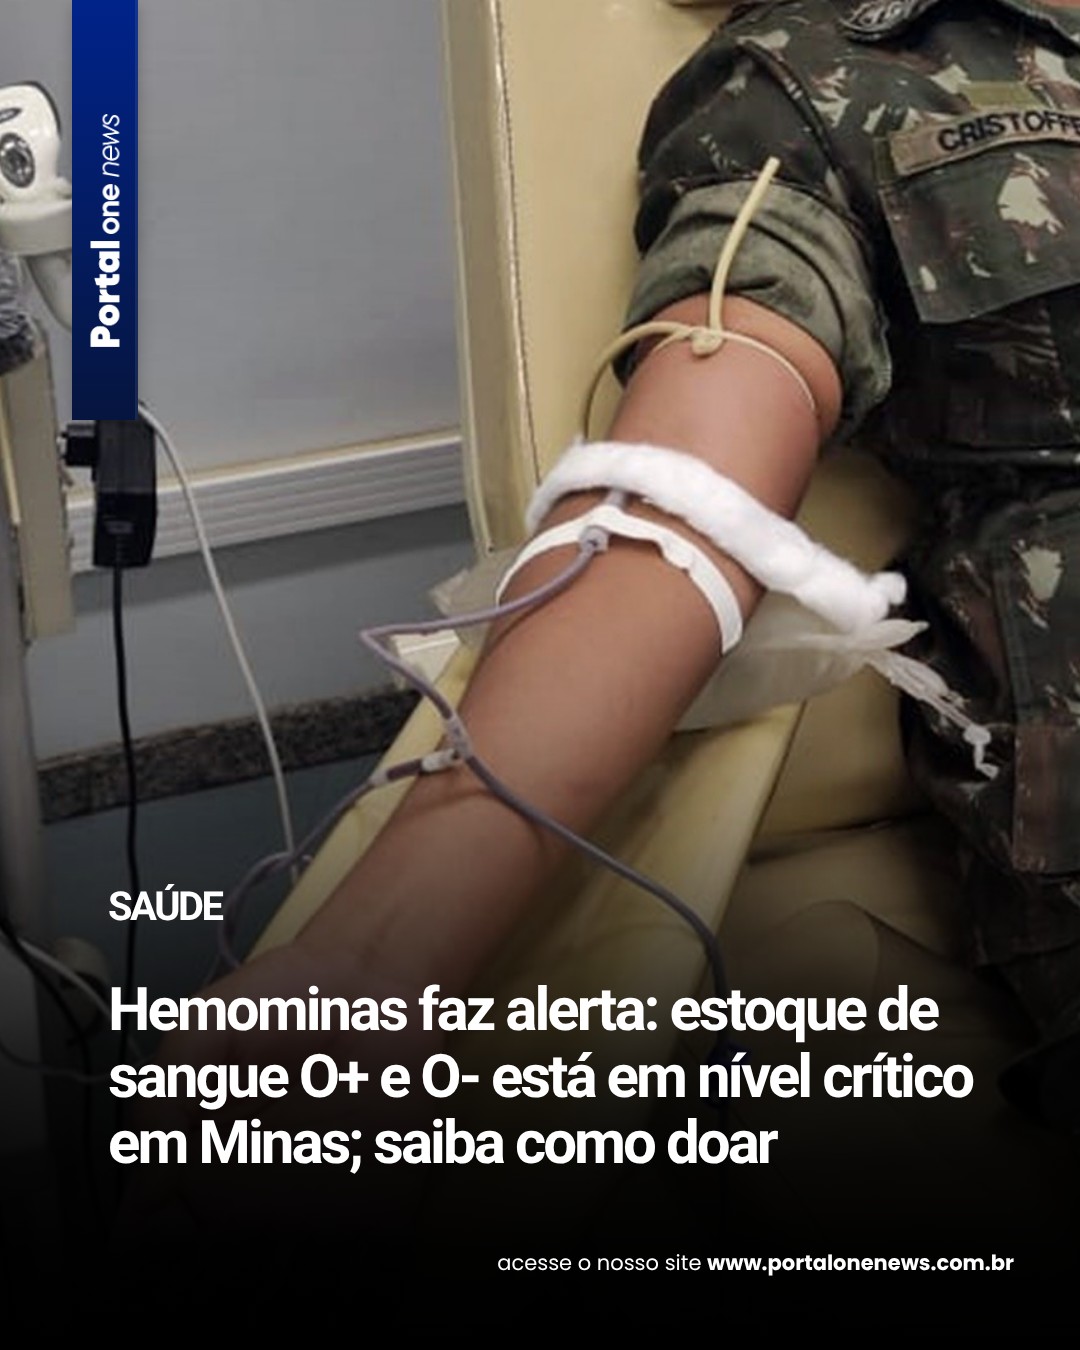 Portal one news
CRISTOFFE
SAÚDE
Hemominas faz alerta: estoque de
sangue O+ e O- está em nível crítico
em Minas; saiba como doar
acesse o nosso site www.portalonenews.com.br